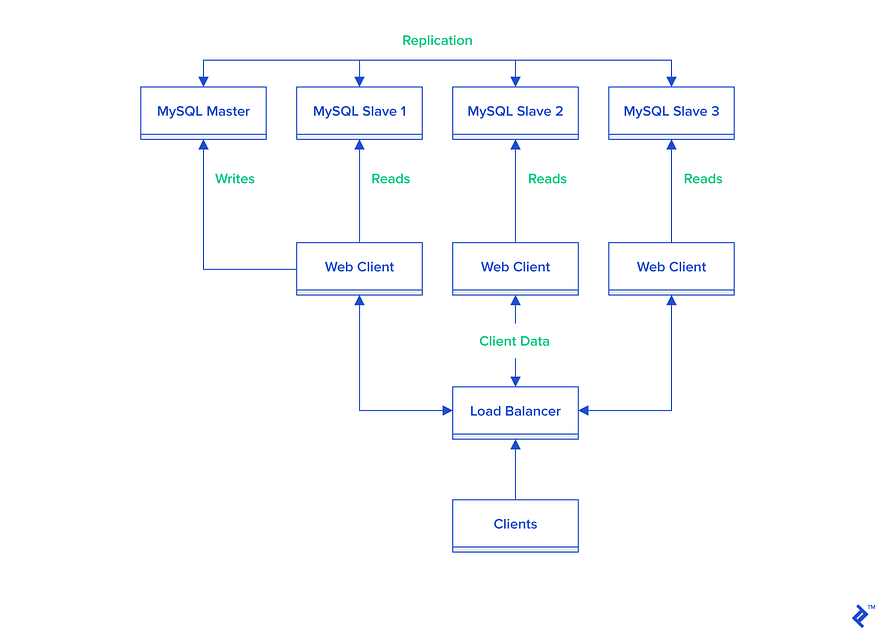 Replication
MySQL Master
MySQL Slave 1
MySQL Slave 2
MySQL Slave 3
Writes
Reads
Reads
Reads
Web Client
Web Client
Web Client
Client Data
Load Balancer
Clients
TM